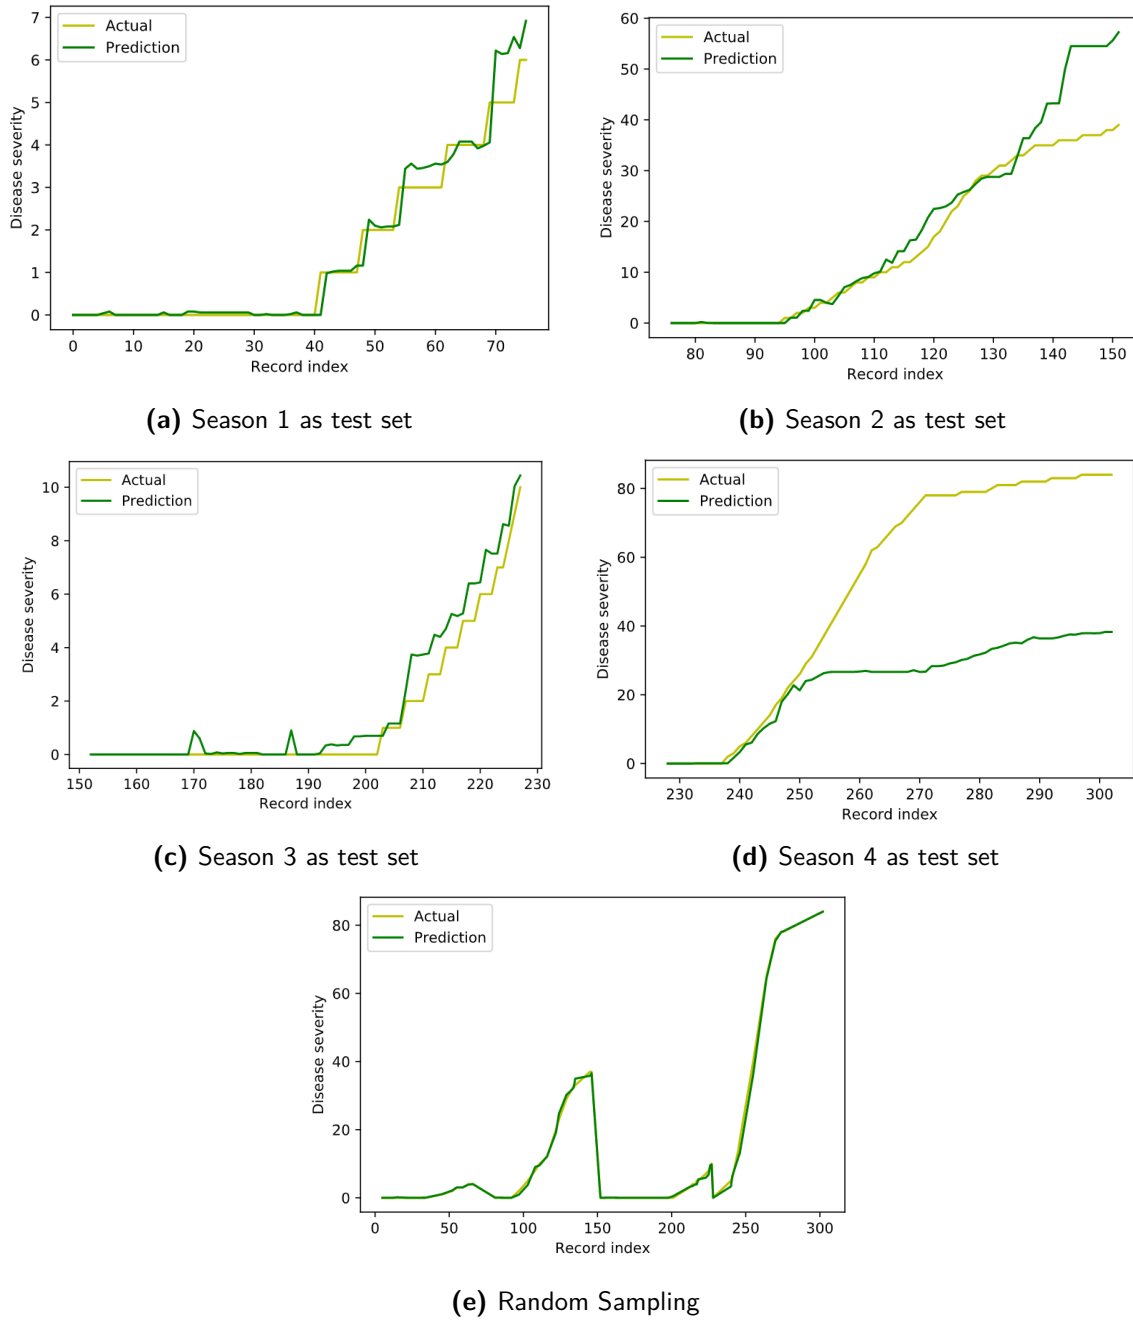 7
6
5
4
3
2
1
0
Disease severity
Actual
Prediction
0 10 20 30 40 50 60 70
Record index
(a) Season 1 as test set
60
50
40
30
20
10
0
Disease severity
Actual
Prediction
80 90 100 110 120 130 140 150
Record index
(b) Season 2 as test set
10
8
6
4
2
0
Disease severity
Actual
Prediction
150 160 170 180 190 200 210 220 230
Record index
(c) Season 3 as test set
80
60
40
20
0
Disease severity
Actual
Prediction
230 240 250 260 270 280 290 300
Record index
(d) Season 4 as test set
80
60
40
20
0
Disease severity
Actual
Prediction
0 50 100 150 200 250 300
Record index
(e) Random Sampling